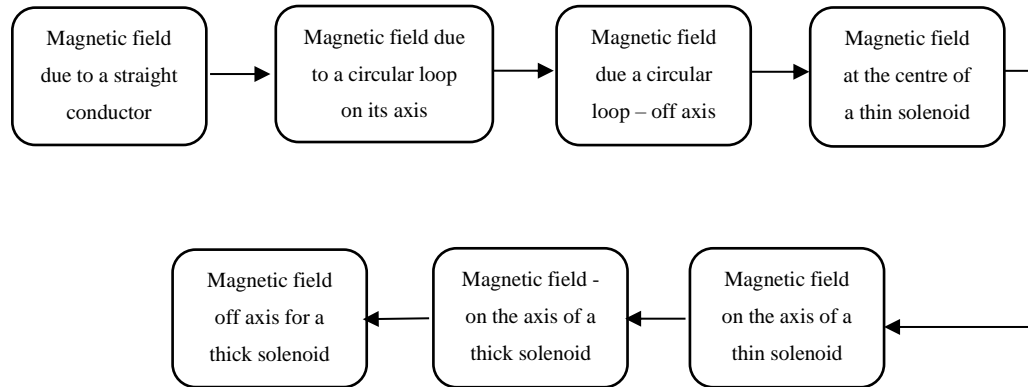 Magnetic field
due to a straight
conductor
Magnetic field due
to a circular loop
on its axis
Magnetic field
due a circular
loop – off axis
Magnetic field
at the centre of
a thin solenoid
Magnetic field
off axis for a
thick solenoid
Magnetic field -
on the axis of a
thick solenoid
Magnetic field
on the axis of a
thin solenoid